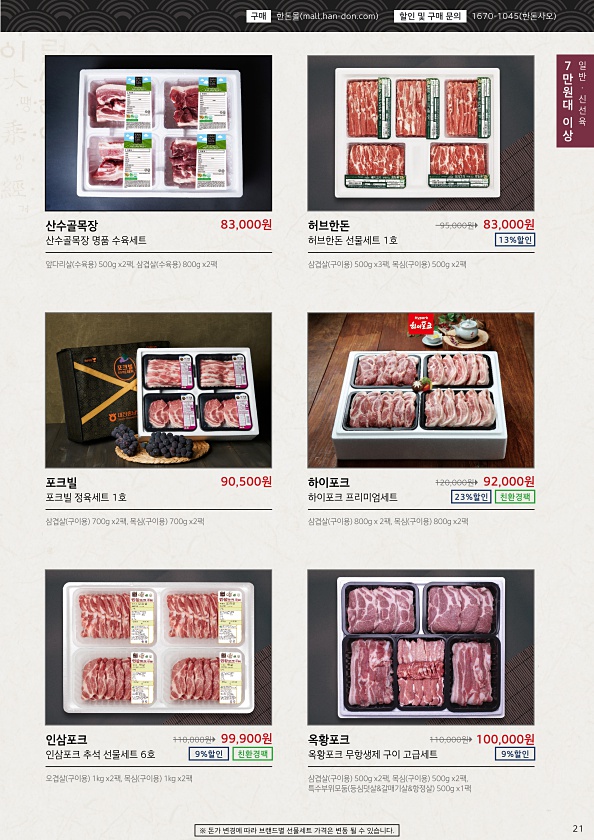 구매 한돈몰(mall.han-don.com) 할인 및 구매 문의 1670-1045(한돈사오)
일반·신선육
7만원대 이상
산수골목장 83,000원
산수골목장 명품 수육세트
앞다리살(수육용) 500g x2팩, 삼겹살(수육용) 800g x2팩
허브한돈 95,000원 83,000원
허브한돈 선물세트 1호 13%할인
삼겹살(구이용) 500g x3팩, 목심(구이용) 500g x2팩
포크빌
포크빌 90,500원
포크빌 정육세트 1호
삼겹살(구이용) 700g x2팩, 목심(구이용) 700g x2팩
하이포크
하이포크 120,000원 92,000원
하이포크 프리미엄세트 23%할인 친환경팩
삼겹살(구이용) 800g x 2팩, 목심(구이용) 800g x2팩
인삼포크 110,000원 99,900원
인삼포크 추석 선물세트 6호 9%할인 친환경팩
오겹살(구이용) 1kg x2팩, 목심(구이용) 1kg x2팩
옥황포크 110,000원 100,000원
옥황포크 무항생제 구이 고급세트 9%할인
삼겹살(구이용) 500g x2팩, 목심(구이용) 500g x2팩,
특수부위모둠(등심덧살&갈매기살&항정살) 500g x1팩
※ 돈가 변경에 따라 브랜드별 선물세트 가격은 변동 될 수 있습니다.
21